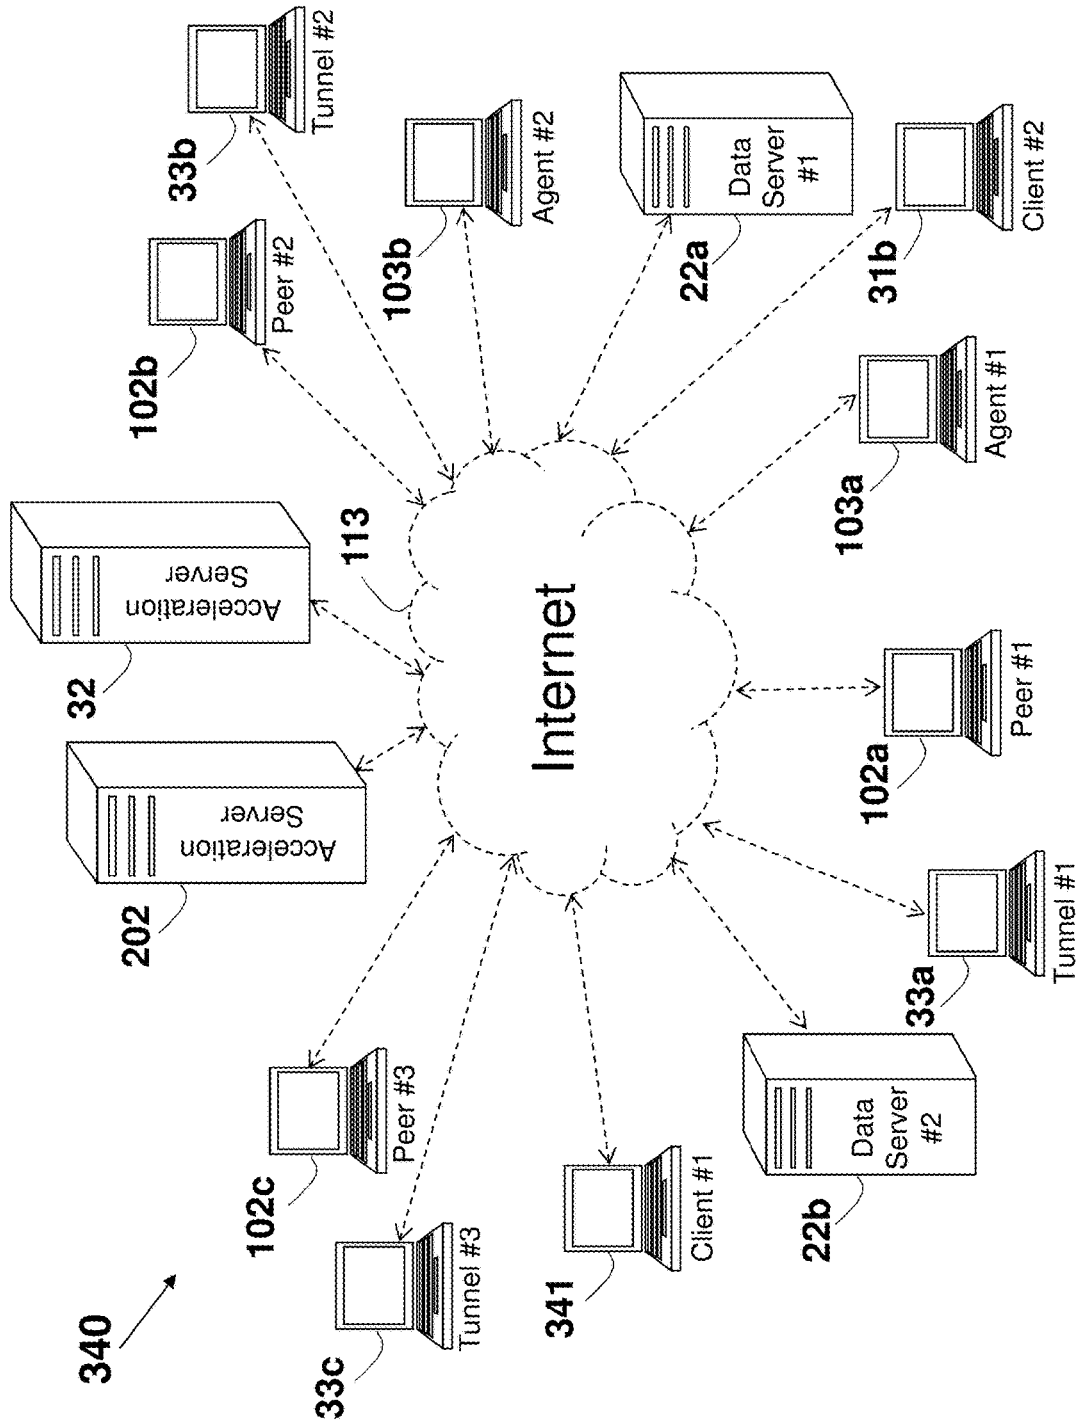 340
33c
Tunnel #3
102c
Peer #3
202
Acceleration
Server
32
Acceleration
Server
102b
Peer #2
33b
Tunnel #2
113
103b
Agent #2
Internet
341
Client #1
22a
Data
Server
#1
31b
Client #2
22b
Data
Server
#2
33a
Tunnel #1
102a
Peer #1
103a
Agent #1